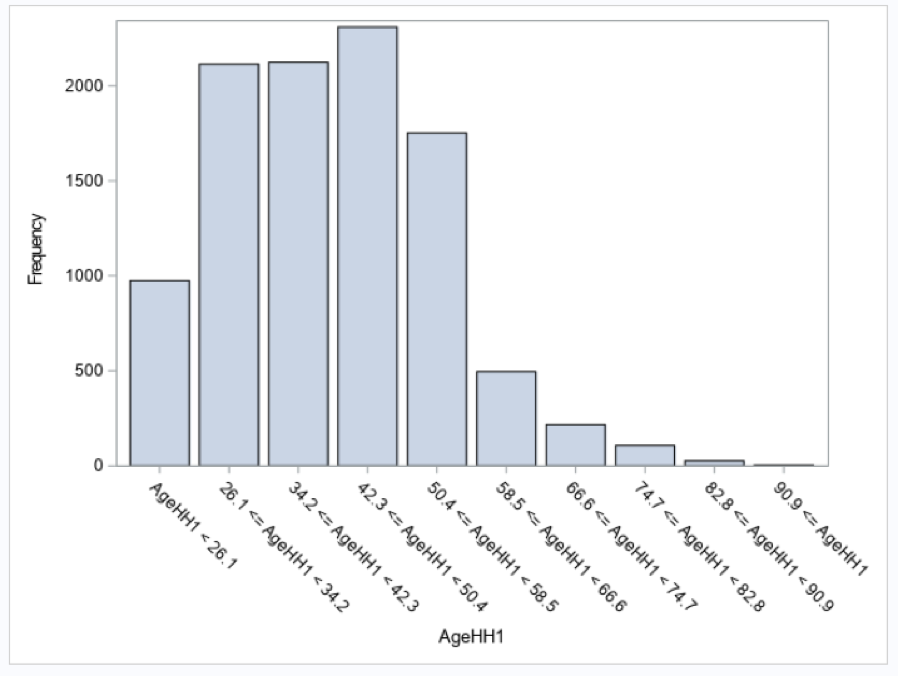 2000
1500
1000
500
0
Frequency
AgeHH1 < 26.1
26.1 <= AgeHH1 < 34.2
34.2 <= AgeHH1 < 42.3
42.3 <= AgeHH1 < 50.4
50.4 <= AgeHH1 < 58.5
58.5 <= AgeHH1 < 66.6
66.6 <= AgeHH1 < 74.7
74.7 <= AgeHH1 < 82.8
82.8 <= AgeHH1 < 90.9
90.9 <= AgeHH1
AgeHH1